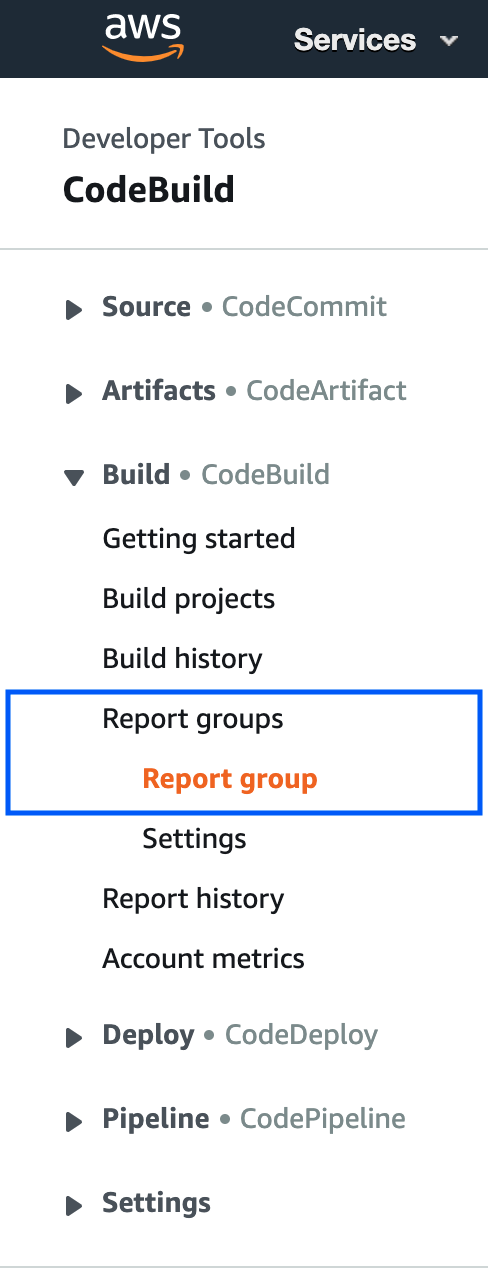 aws
Services
Developer Tools
CodeBuild
Source • CodeCommit
Artifacts • CodeArtifact
Build • CodeBuild
Getting started
Build projects
Build history
Report groups
Report group
Settings
Report history
Account metrics
Deploy • CodeDeploy
Pipeline • CodePipeline
Settings